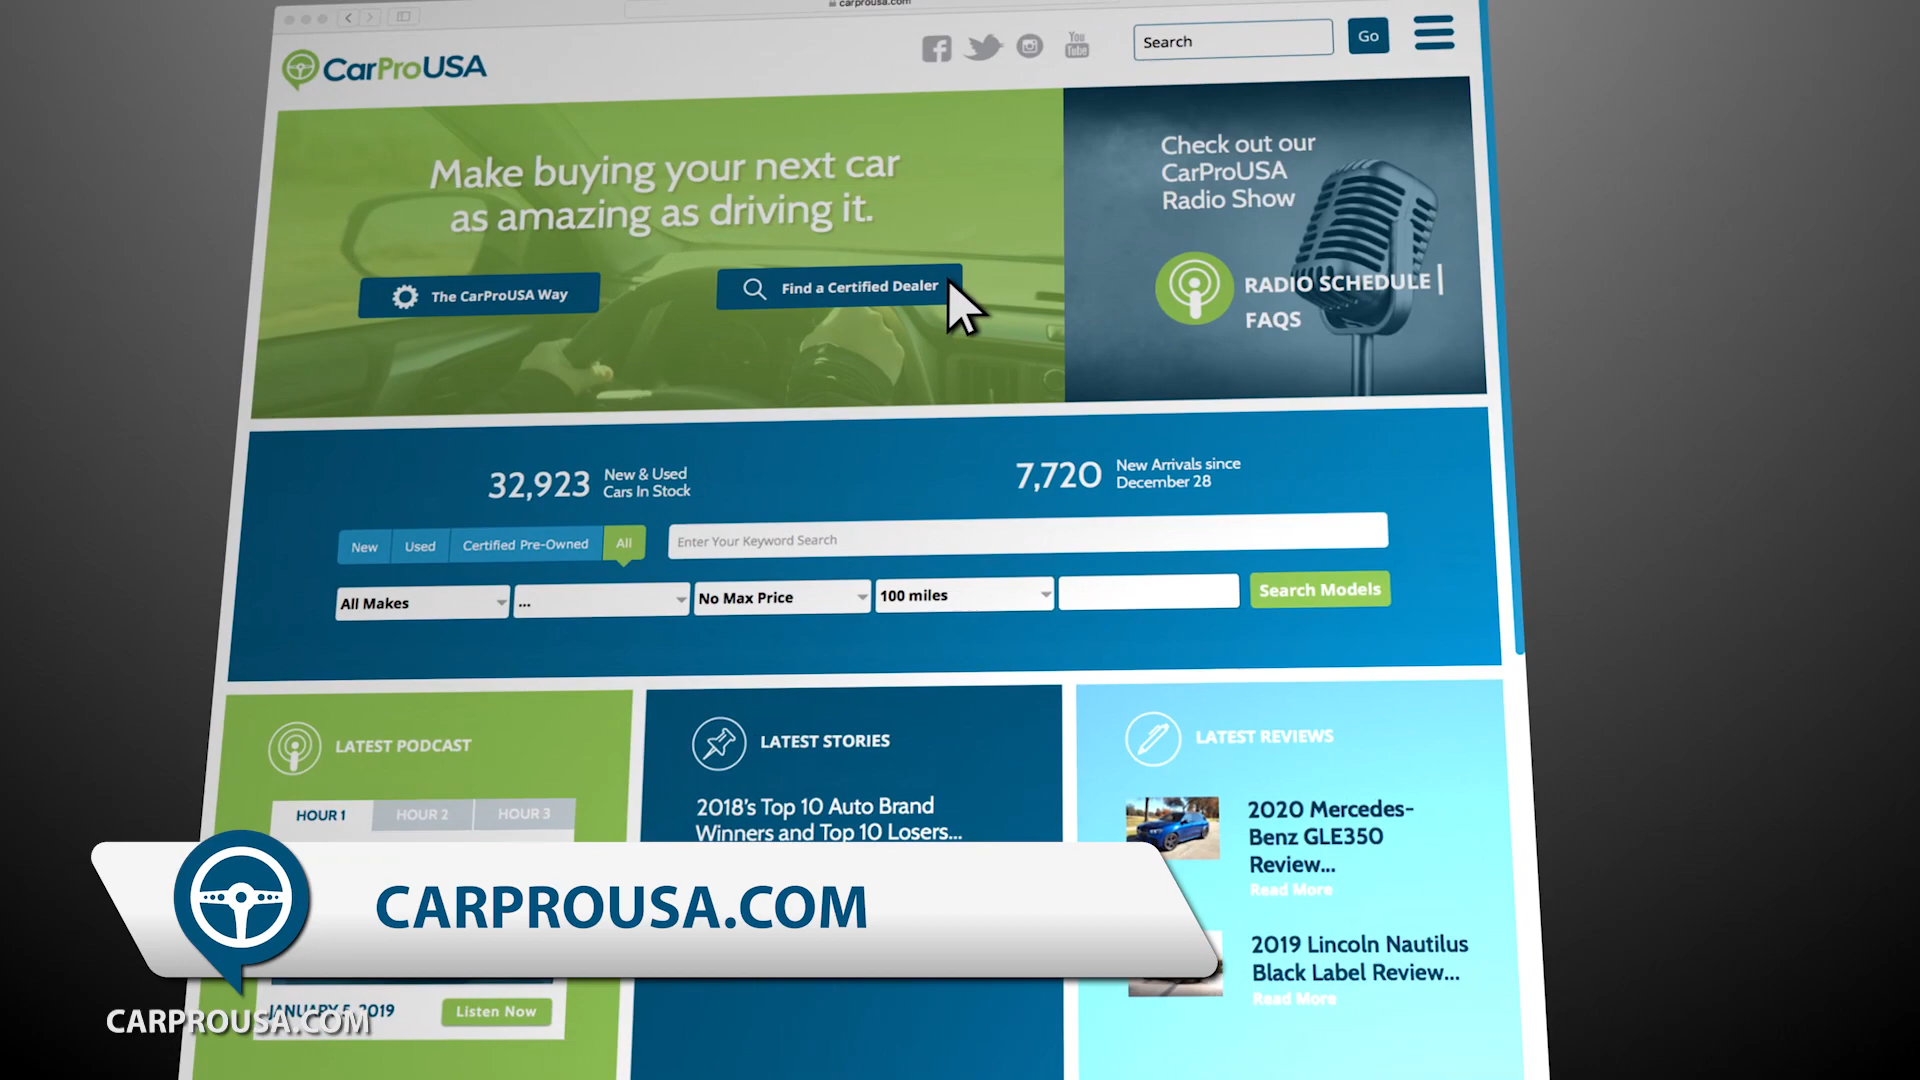 carprousa.com
CarProUSA
You
Tube
Search
Go
Make buying your next car
as amazing as driving it.
The CarProUSA Way
Find a Certified Dealer
Check out our
CarProUSA
Radio Show
RADIO SCHEDULE |
FAQS
32,923
New & Used
Cars In Stock
7,720
New Arrivals since
December 28
New
Used
Certified Pre-Owned
All
Enter Your Keyword Search
All Makes
...
No Max Price
100 miles
Search Models
LATEST PODCAST
HOUR 1
HOUR 2
HOUR 3
LATEST STORIES
2018's Top 10 Auto Brand
Winners and Top 10 Losers...
LATEST REVIEWS
2020 Mercedes-
Benz GLE350
Review...
Read More
2019 Lincoln Nautilus
Black Label Review...
Read More
CARPROUSA.COM
JANUARY 5, 2019
Listen Now
CARPROUSA.COM